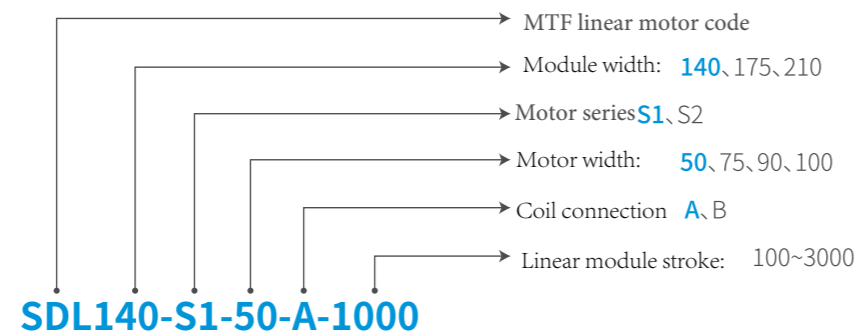 MTF linear motor code
Module width: 140、175、210
Motor series S1、S2
Motor width: 50、75、90、100
Coil connection A、B
Linear module stroke: 100~3000
SDL140-S1-50-A-1000